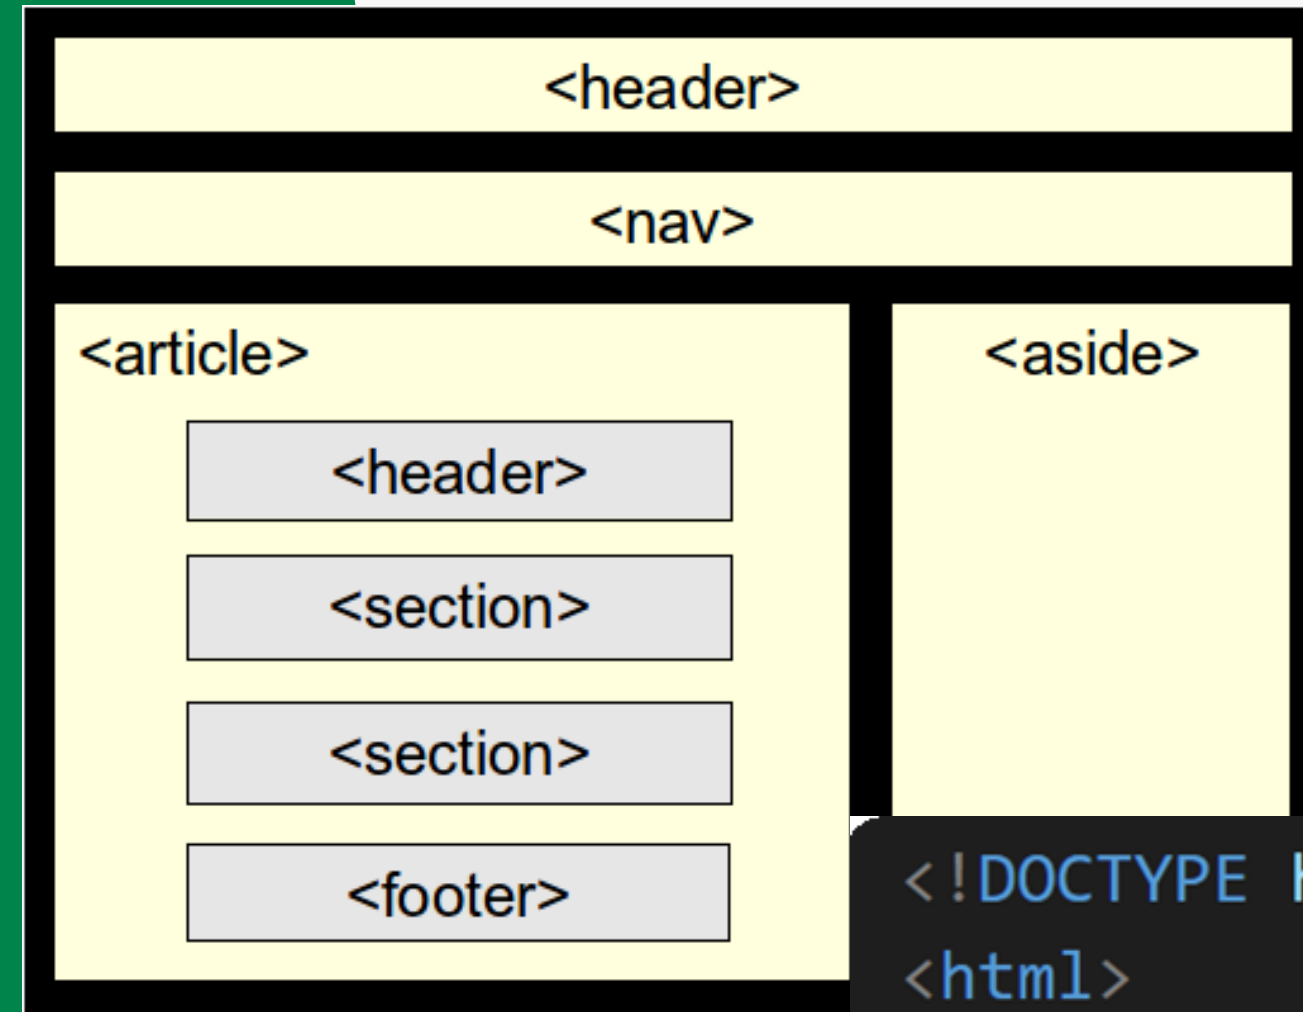 <header>
<nav>
<article>
<header>
<section>
<section>
<footer>
<aside>
<!DOCTYPE
<html>